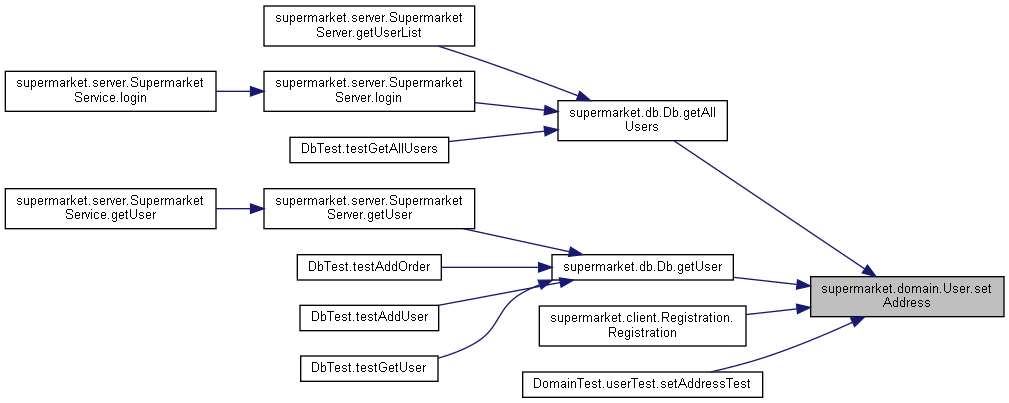 supermarket.server.Supermarket
Server.getUserList
supermarket.server.Supermarket
Service.login
supermarket.server.Supermarket
Server.login
supermarket.db.Db.getAll
Users
DbTest.testGetAllUsers
supermarket.server.Supermarket
Service.getUser
supermarket.server.Supermarket
Server.getUser
DbTest.testAddOrder
supermarket.db.Db.getUser
supermarket.domain.User.set
Address
DbTest.testAddUser
supermarket.client.Registration.
Registration
DbTest.testGetUser
DomainTest.userTest.setAddressTest